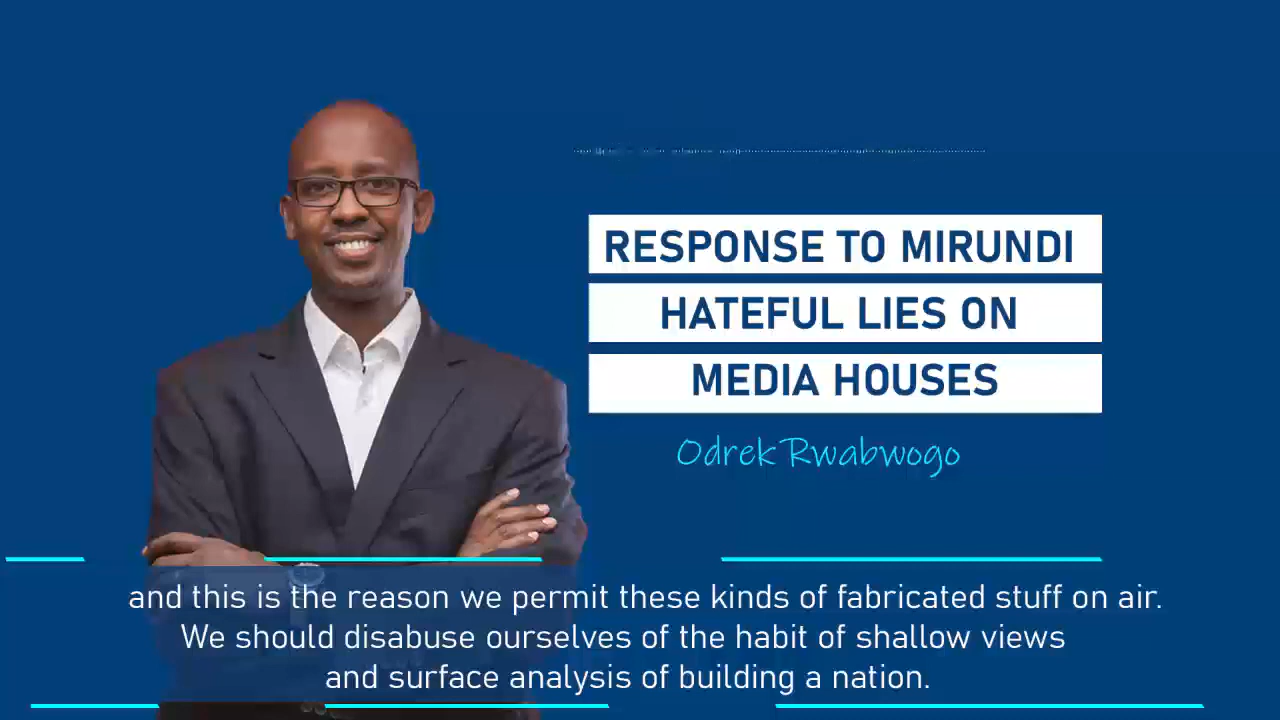 RESPONSE TO MIRUNDI
HATEFUL LIES ON
MEDIA HOUSES
Odrek Rwabwogo
and this is the reason we permit these kinds of fabricated stuff on air.
We should disabuse ourselves of the habit of shallow views
and surface analysis of building a nation.